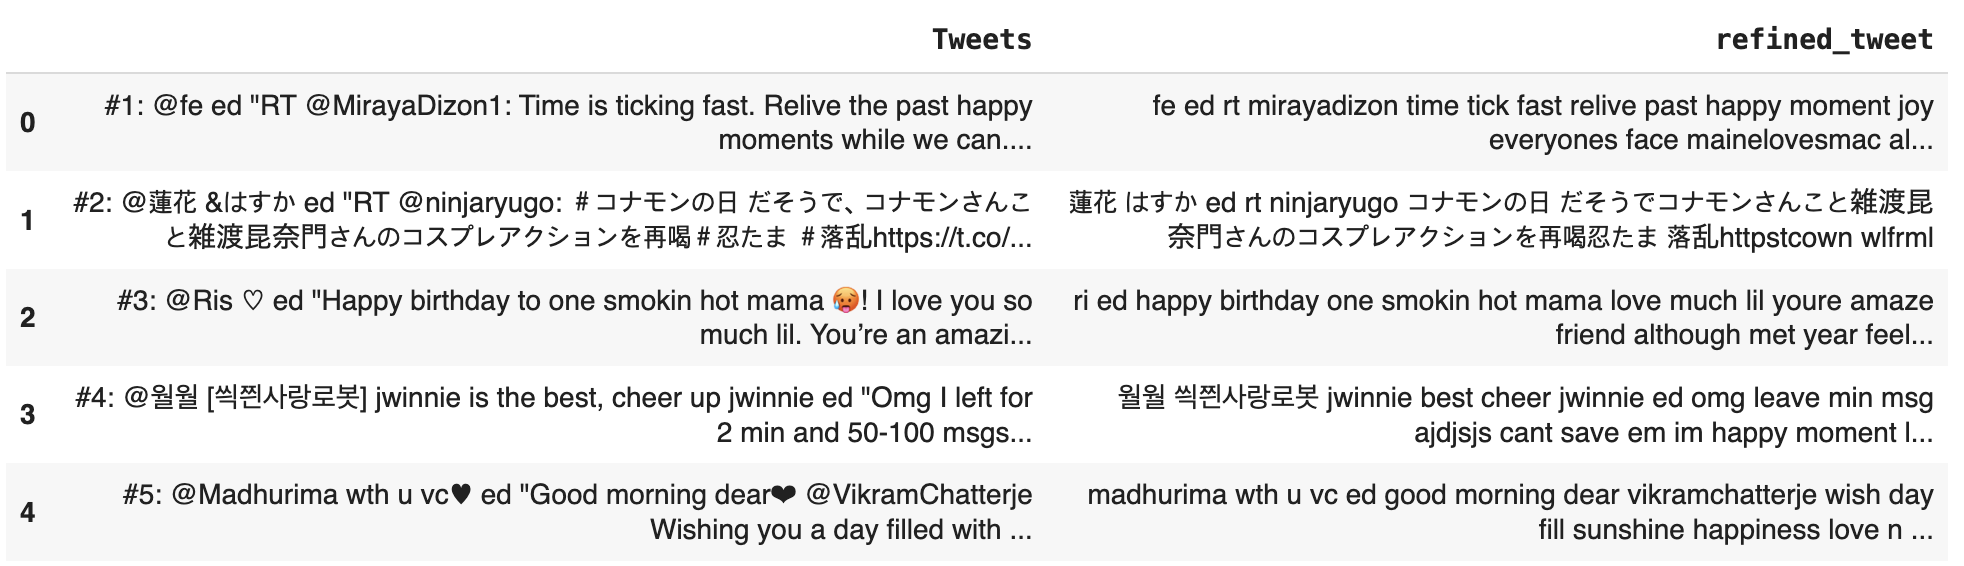 Tweets refined_tweet
0
#1: @fe ed "RT @MirayaDizon1: Time is ticking fast. Relive the past happy
moments while we can....
fe ed rt mirayadizon time tick fast relive past happy moment joy
everyones face mainelovesmac al...
1
#2: @蓮花 &はすか ed "RT @ninjaryugo: #コナモンの日 だそうで、コナモンさんこ
と雑渡昆奈門さんのコスプレアクションを再喝#忍たま #落乱https://t.co/...
蓮花 はすか ed rt ninjaryugo コナモンの日 だそうでコナモンさんこと雑渡昆
奈門さんのコスプレアクションを再喝忍たま 落乱httpstcown wlfrml
2
#3: @Ris ♡ ed "Happy birthday to one smokin hot mama 🥵! I love you so
much lil. You’re an amazi...
ri ed happy birthday one smokin hot mama love much lil youre amaze
friend although met year feel...
3
#4: @월월 [씍찐사랑로봇] jwinnie is the best, cheer up jwinnie ed "Omg I left for
2 min and 50-100 msgs...
월월 씍찐사랑로봇 jwinnie best cheer jwinnie ed omg leave min msg
ajdjsjs cant save em im happy moment l...
4
#5: @Madhurima wth u vc♥ ed "Good morning dear❤ @VikramChatterje
Wishing you a day filled with ...
madhurima wth u vc ed good morning dear vikramchatterje wish day
fill sunshine happiness love n ...